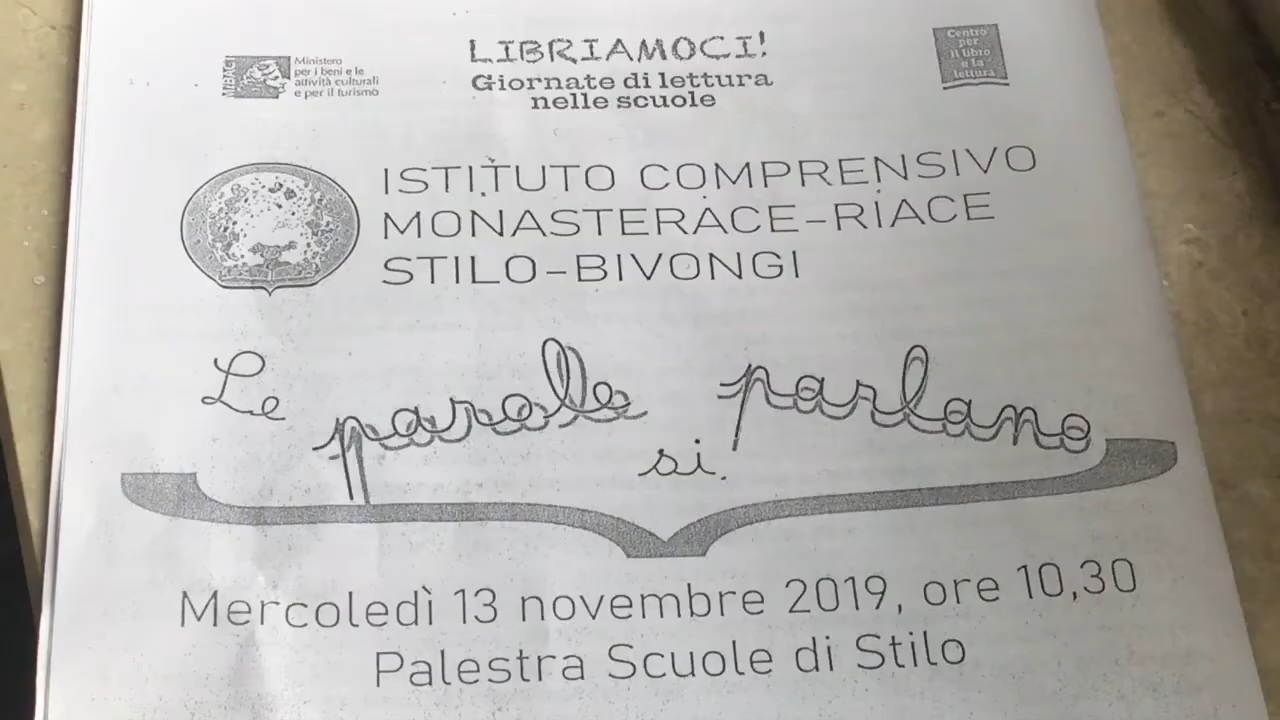 MiBACT
Ministero
per i beni e le
attività culturali
e per il turismo
LIBRIAMOCI!
Giornate di lettura
nelle scuole
Centro
per
il libro
e la
lettura
ISTITUTO COMPRENSIVO
MONASTERACE-RIACE
STILO-BIVONGI
Le parole si parlano
Mercoledì 13 novembre 2019, ore 10,30
Palestra Scuole di Stilo